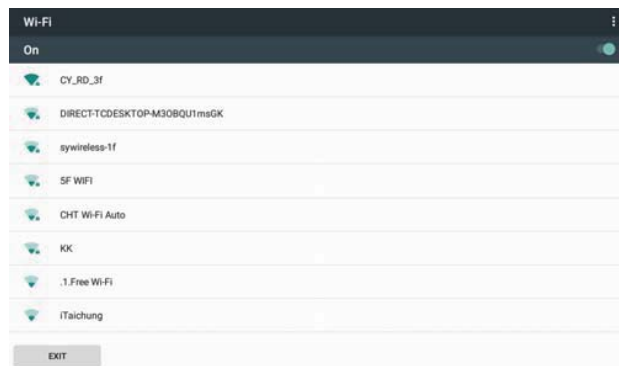 Wi-Fi
On
CY_RD_3f
DIRECT-TCDESKTOP-M3OBQU1msGK
sywireless-1f
5F WIFI
CHT Wi-Fi Auto
KK
.1.Free Wi-Fi
iTaichung
EXIT